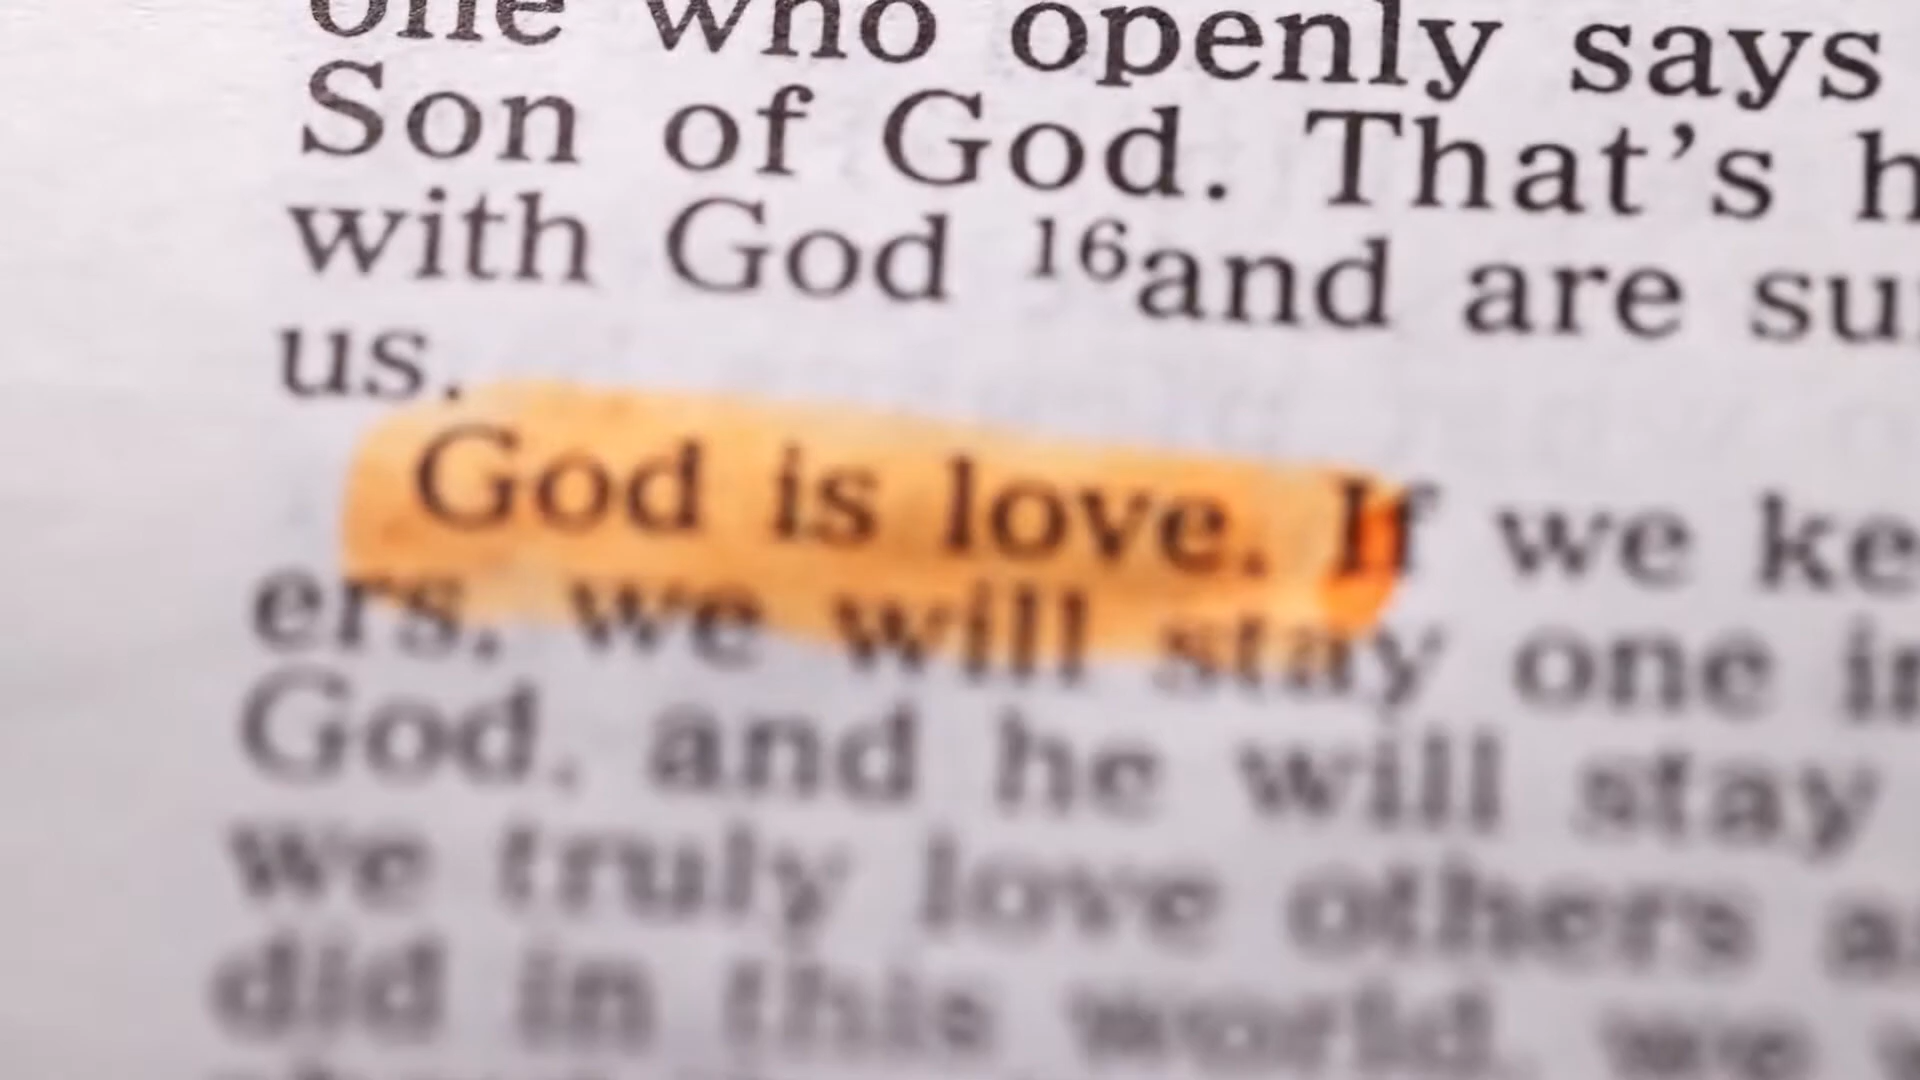 one who openly says
Son of God. That's h
with God 16and are su
us.
God is love. If we ke
ers, we will stay one in
God, and he will stay
we truly love others as
did in this world, we